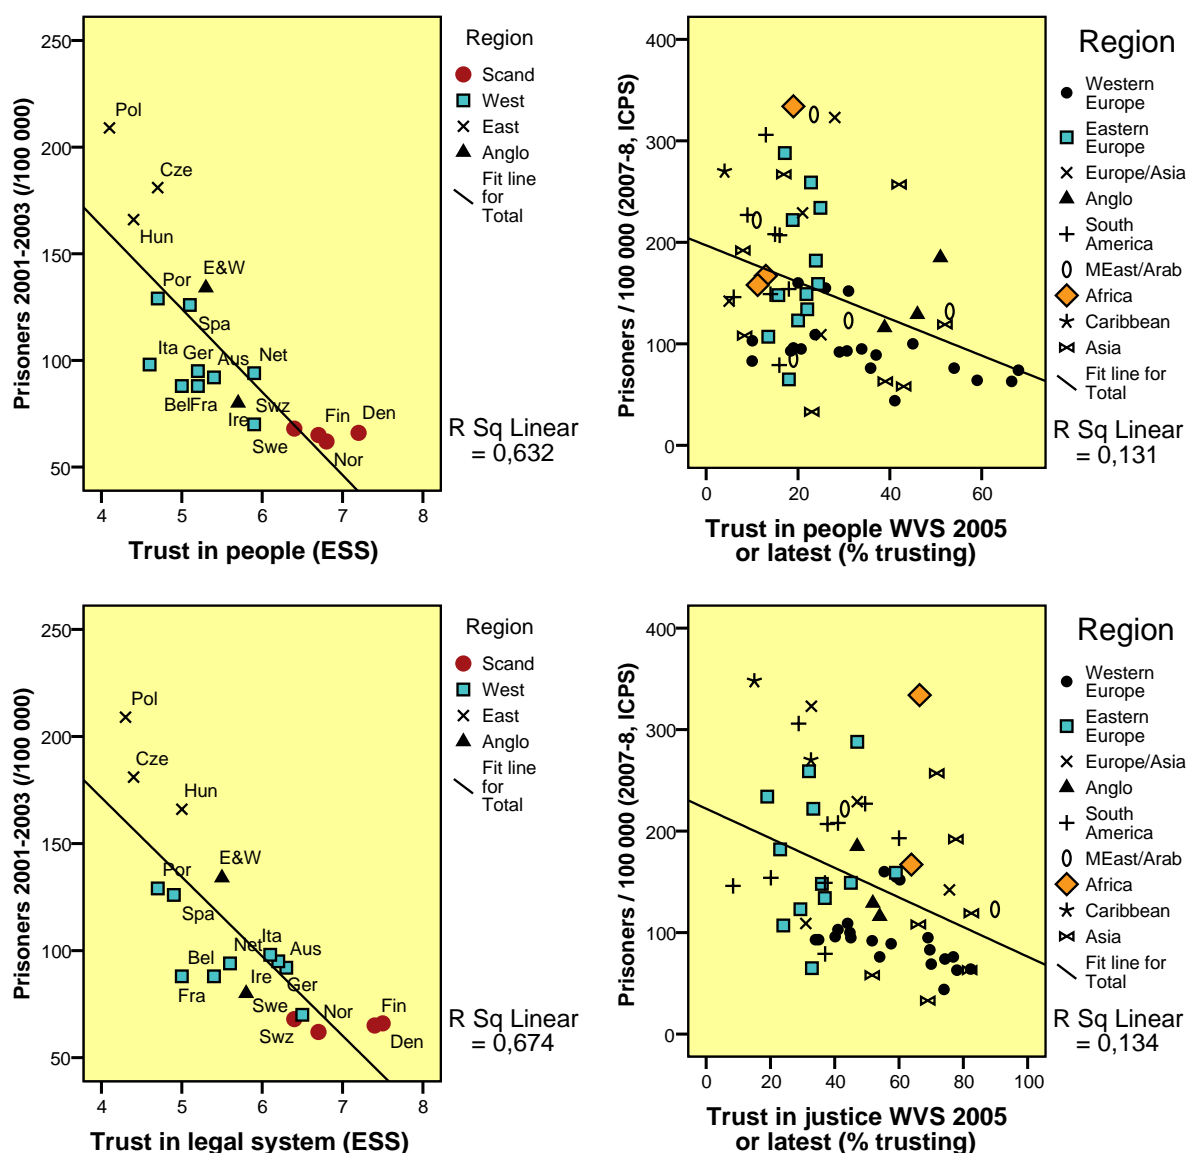 Prisoners 2001-2003 (/100 000)
250
200
150
100
50
Pol
Cze
Hun
E&W
Por
Spa
Ita
Ger
Aus
Net
Bel
Fra
Ire
Swz
Swe
Fin
Den
Nor
4
5
6
7
8
Trust in people (ESS)
Region
Scand
West
East
Anglo
Fit line
for
Total
R Sq Linear
= 0,632
Prisoners / 100 000 (2007-8, ICPS)
400
300
200
100
0
0
20
40
60
Trust in people WVS 2005
or latest (% trusting)
Region
Western
Europe
Eastern
Europe
Europe/Asia
Anglo
South
America
MEast/Arab
Africa
Caribbean
Asia
Fit line for
Total
R Sq Linear
= 0,131
Prisoners 2001-2003 (/100 000)
250
200
150
100
50
Pol
Cze
Hun
E&W
Por
Spa
Ita
Net
Aus
Bel
Ire
Ger
Fra
Swe
Nor
Fin
Swz
Den
4
5
6
7
8
Trust in legal system (ESS)
Region
Scand
West
East
Anglo
Fit line
for
Total
R Sq Linear
= 0,674
Prisoners / 100 000 (2007-8, ICPS)
400
300
200
100
0
0
20
40
60
80
100
Trust in justice WVS 2005
or latest (% trusting)
Region
Western
Europe
Eastern
Europe
Europe/Asia
Anglo
South
America
MEast/Arab
Africa
Caribbean
Asia
Fit line for
Total
R Sq Linear
= 0,134